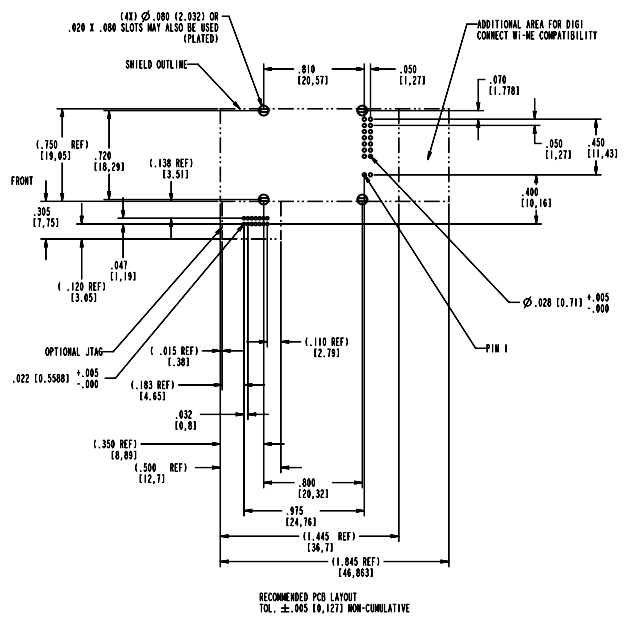 (4X) Ø.080 (2.032) OR
.020 X .080 SLOTS MAY ALSO BE USED
(PLATED)
ADDITIONAL AREA FOR DIGI
CONNECT Wi-ME COMPATIBILITY
SHIELD OUTLINE
.810
[20,57]
.050
[1,27]
.070
[1.778]
(.750 REF)
[19,05]
.720
[18,29]
(.138 REF)
[3.51]
.050
[1,27]
.450
[11,43]
FRONT
.305
[7,75]
.400
[10,16]
.047
[1,19]
(.120 REF)
[3.05]
Ø.028 [0.71] +.005
-.000
OPTIONAL JTAG
(.015 REF)
[.38]
(.110 REF)
[2.79]
PIN 1
.022 [0.5588] +.005
-.000
(.183 REF)
[4.65]
.032
[0,8]
(.350 REF)
[8,89]
(.500 REF)
[12,7]
.800
[20,32]
.975
[24,76]
(1.445 REF)
[36,7]
(1.845 REF)
[46,863]
RECOMMENDED PCB LAYOUT
TOL. ±.005 [0,127] NON-CUMULATIVE